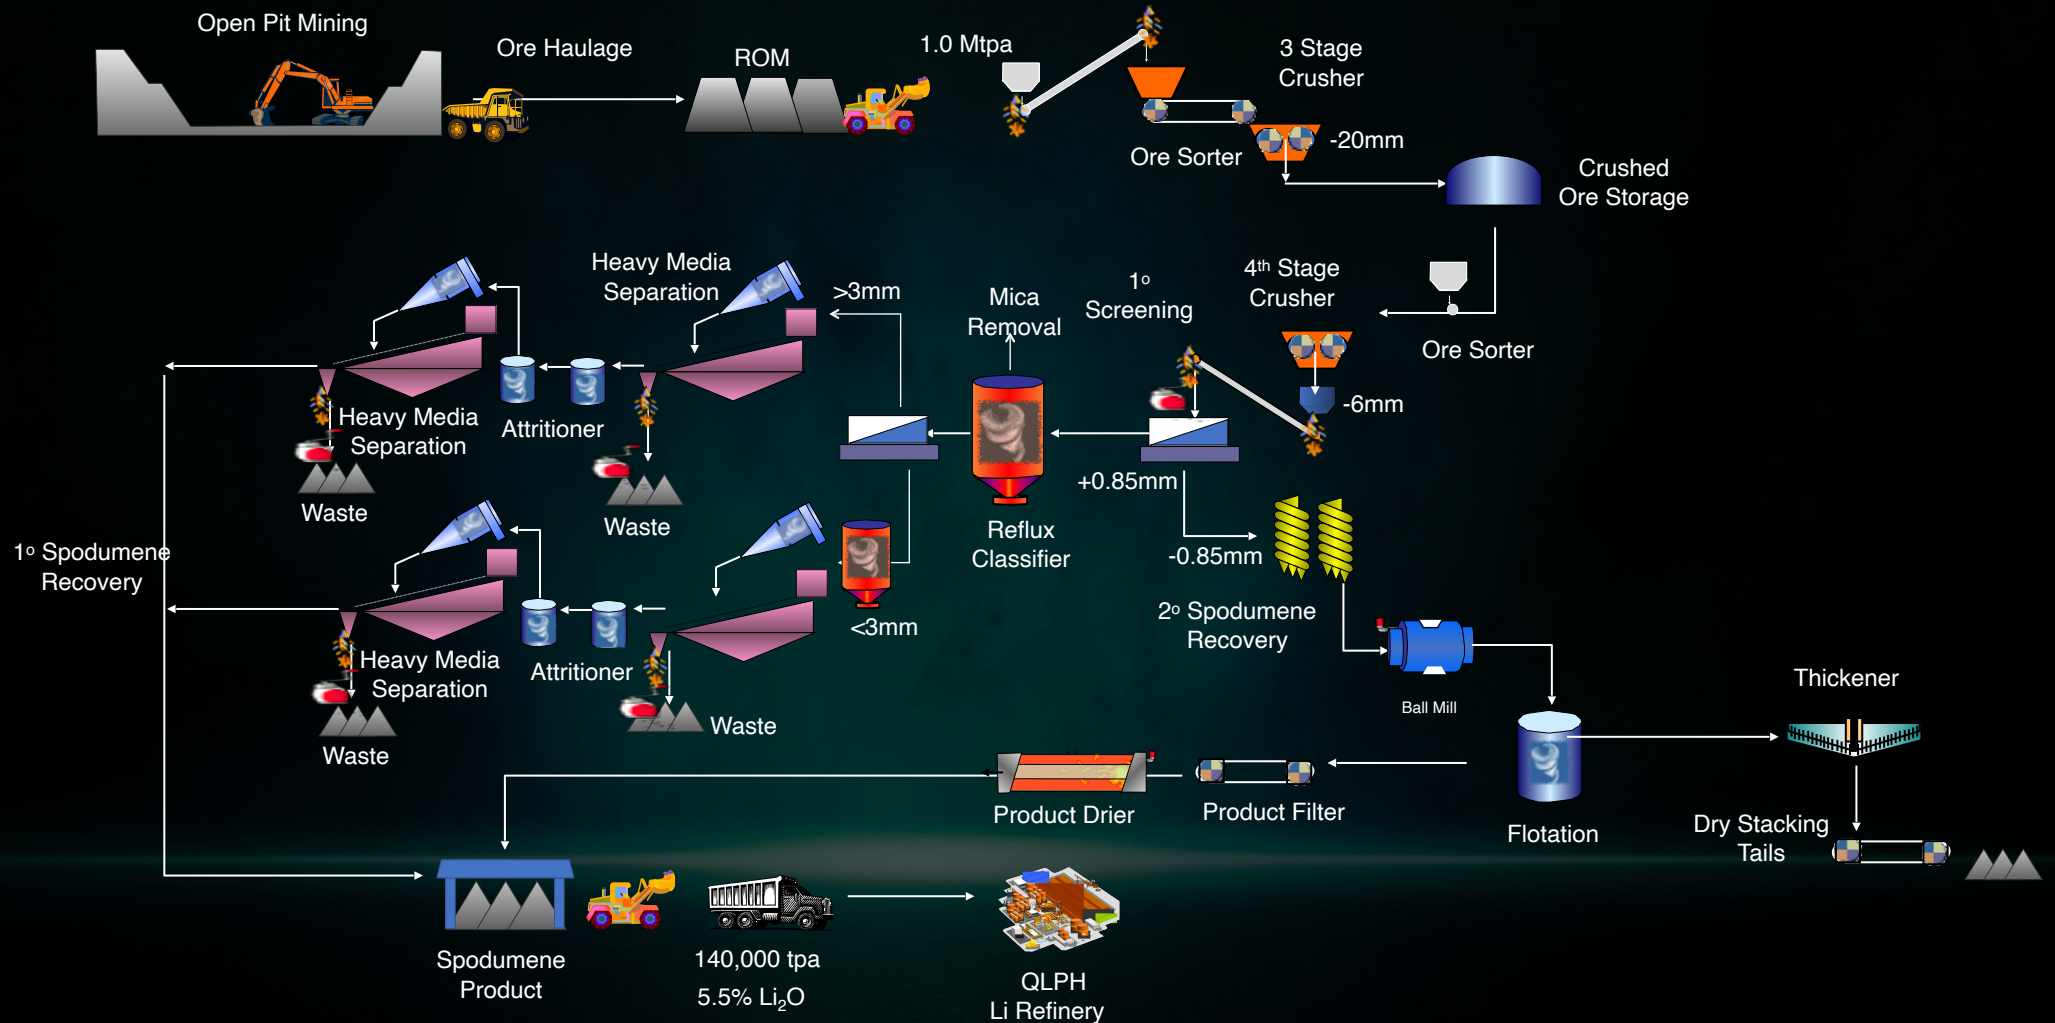 Open Pit Mining
Ore Haulage
ROM
1.0 Mtpa
3 Stage
Crusher
Ore Sorter
-20mm
Crushed
Ore Storage
Heavy Media
Separation
>3mm
Mica
Removal
1º
Screening
4th Stage
Crusher
Ore Sorter
-6mm
Heavy Media
Separation
Attritioner
Waste
Waste
+0.85mm
Reflux
Classifier
-0.85mm
1º Spodumene
Recovery
<3mm
2º Spodumene
Recovery
Heavy Media
Separation
Attritioner
Waste
Waste
Ball Mill
Thickener
Product Drier
Product Filter
Flotation
Dry Stacking
Tails
Spodumene
Product
140,000 tpa
5.5% Li₂O
QLPH
Li Refinery